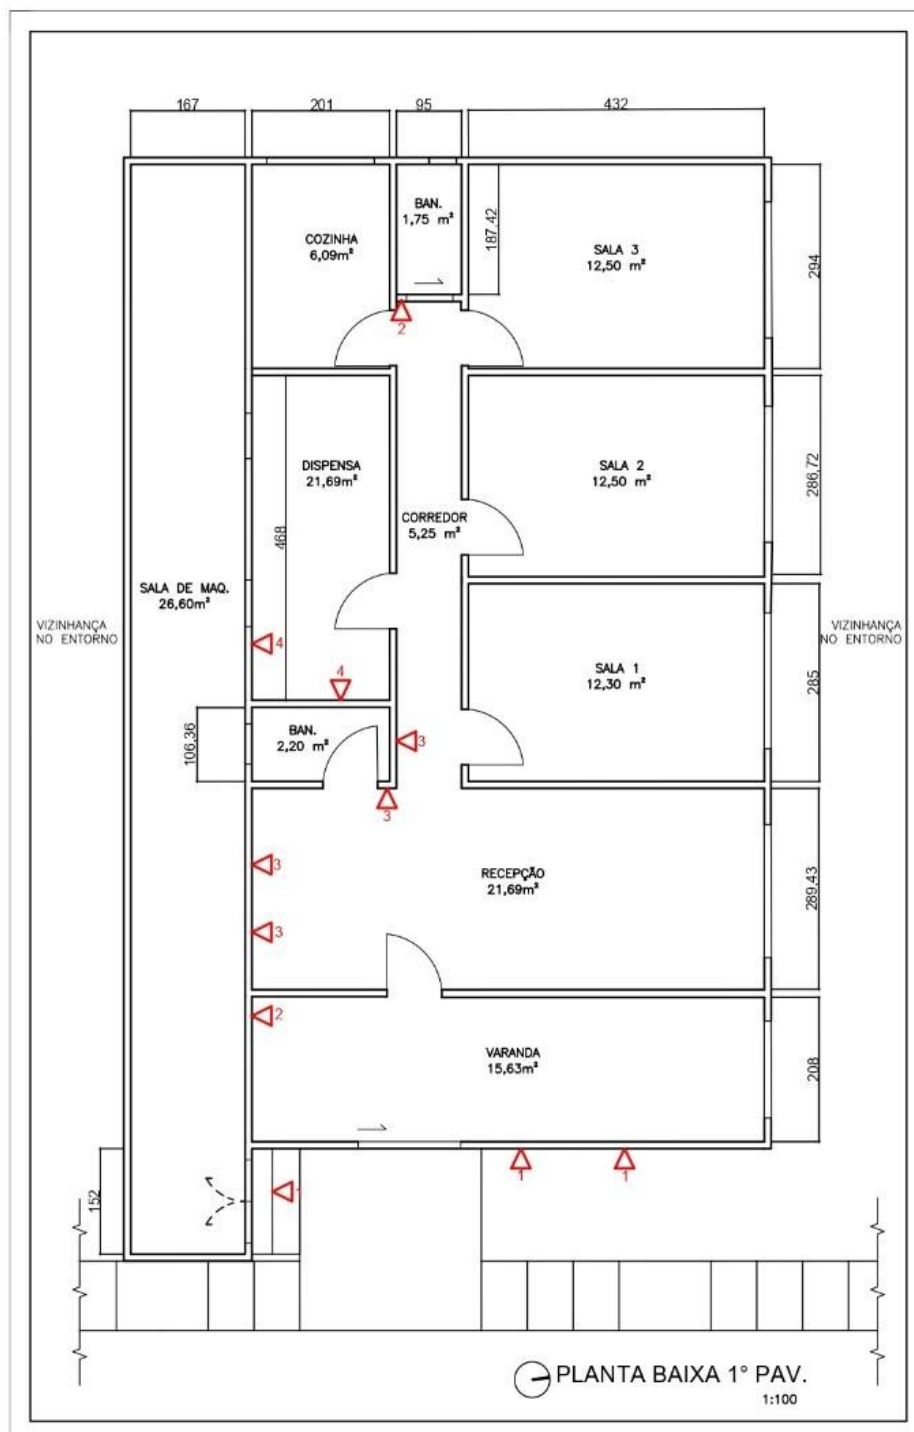 167
201
95
432
BAN.
1,75 m²
187.42
COZINHA
6,09m²
SALA 3
12,50 m²
294
2
DISPENSA
21,69m²
SALA 2
12,50 m²
286,72
468
CORREDOR
5,25 m²
SALA DE MAQ.
26,60m²
VIZINHANÇA
NO ENTORNO
VIZINHANÇA
NO ENTORNO
4
4
SALA 1
12,30 m²
285
106,36
BAN.
2,20 m²
3
3
3
RECEPÇÃO
21,69m²
289,43
3
2
VARANDA
15,63m²
208
1
1
152
PLANTA BAIXA 1° PAV.
1:100